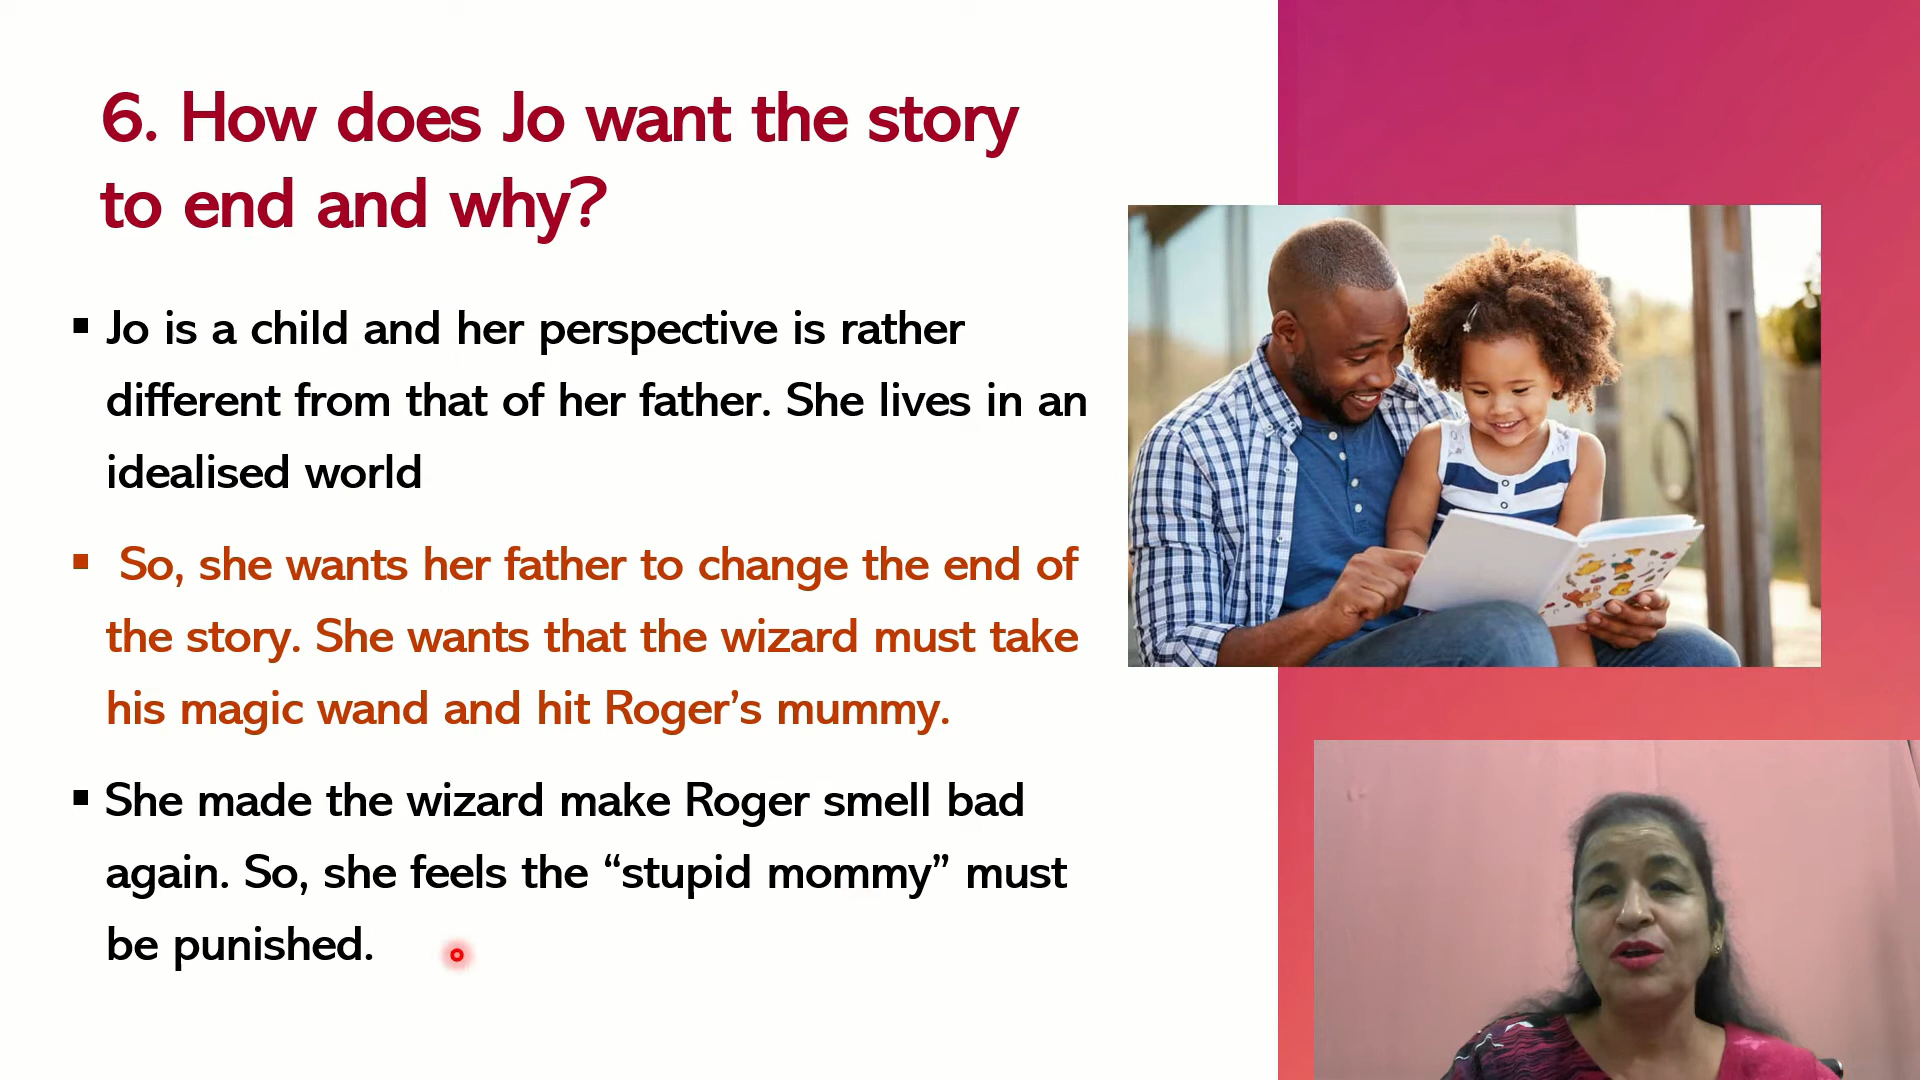 6. How does Jo want the story
to end and why?
▪ Jo is a child and her perspective is rather
different from that of her father. She lives in an
idealised world
▪ So, she wants her father to change the end of
the story. She wants that the wizard must take
his magic wand and hit Roger’s mummy.
▪ She made the wizard make Roger smell bad
again. So, she feels the “stupid mommy” must
be punished.